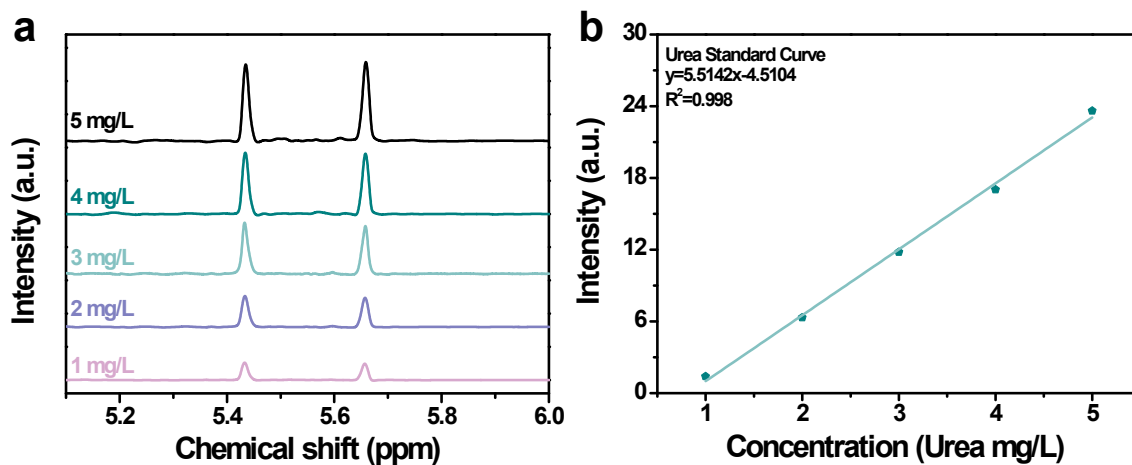 a
5 mg/L
4 mg/L
3 mg/L
2 mg/L
1 mg/L
Intensity (a.u.)
5.2 5.4 5.6 5.8 6.0
Chemical shift (ppm)
b
Urea Standard Curve
y=5.5142x-4.5104
R²=0.998
30
24
18
12
6
0
Intensity (a.u.)
1 2 3 4 5
Concentration (Urea mg/L)